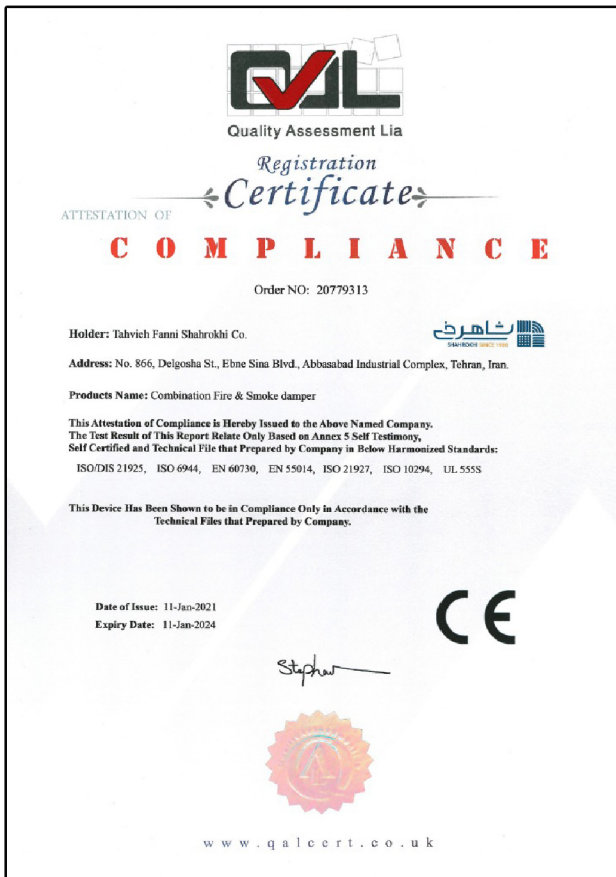 QAL
Quality Assessment Lia
Registration
Certificate
ATTESTATION OF
COMPLIANCE
Order NO: 20779313
Holder: Tahvieh Fanni Shahrokhi Co.
شاهرخی
SHAHROKHI SINCE 1988
Address: No. 866, Delgosha St., Ebne Sina Blvd., Abbasabad Industrial Complex, Tehran, Iran.
Products Name: Combination Fire & Smoke damper
This Attestation of Compliance is Hereby Issued to the Above Named Company.
The Test Result of This Report Relate Only Based on Annex 5 Self Testimony,
Self Certified and Technical File that Prepared by Company in Below Harmonized Standards:
ISO/DIS 21925, ISO 6944, EN 60730, EN 55014, ISO 21927, ISO 10294, UL 555S
This Device Has Been Shown to be in Compliance Only in Accordance with the
Technical Files that Prepared by Company.
Date of Issue: 11-Jan-2021
Expiry Date: 11-Jan-2024
CE
www.qalcert.co.uk